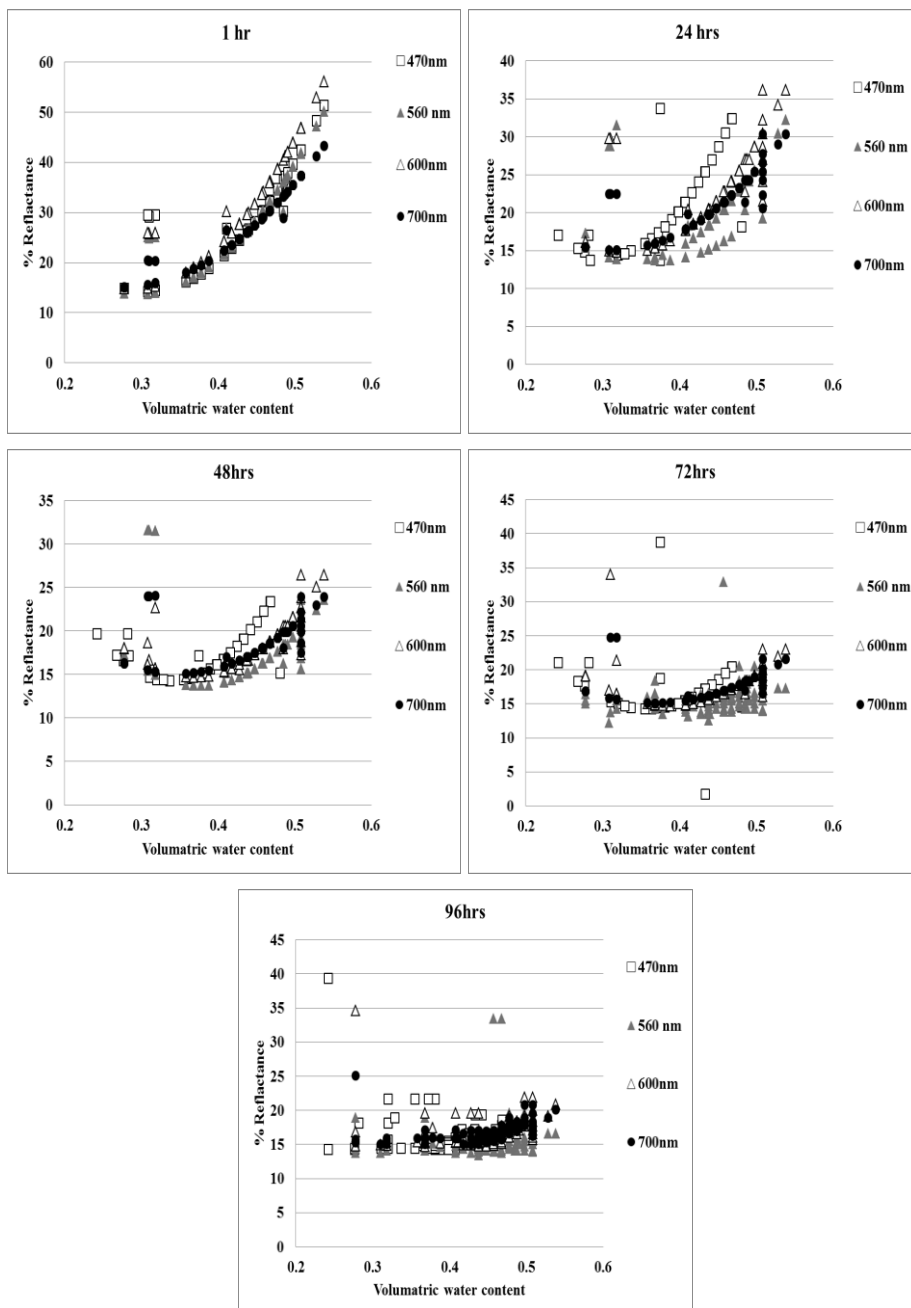 1 hr
60
50
40
30
20
10
0
% Reflactance
0.2 0.3 0.4 0.5 0.6
Volumatric water content
470nm
560 nm
600nm
700nm
24 hrs
40
35
30
25
20
15
10
5
0
% Reflactance
0.2 0.3 0.4 0.5 0.6
Volumatric water content
470nm
560 nm
600nm
700nm
48hrs
35
30
25
20
15
10
5
0
% Reflactance
0.2 0.3 0.4 0.5 0.6
Volumatric water content
470nm
560 nm
600nm
700nm
72hrs
45
40
35
30
25
20
15
10
5
0
% Reflactance
0.2 0.3 0.4 0.5 0.6
Volumatric water content
470nm
560 nm
600nm
700nm
96hrs
45
40
35
30
25
20
15
10
5
0
% Reflactance
0.2 0.3 0.4 0.5 0.6
Volumatric water content
470nm
560 nm
600nm
700nm